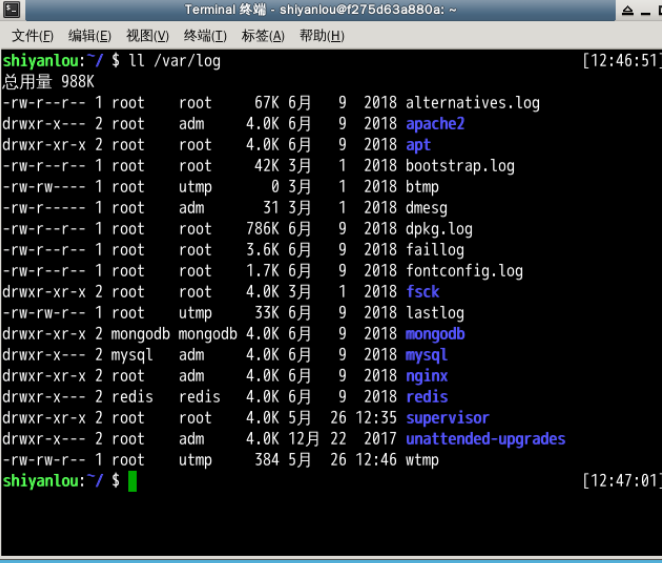 Terminal 终端 - shiyanlou@f275d63a880a: ~
文件(F) 编辑(E) 视图(V) 终端(T) 标签(A) 帮助(H)
shiyanlou:~/ $ ll /var/log [12:46:51]
总用量 988K
-rw-r--r-- 1 root root 67K 6月 9 2018 alternatives.log
drwxr-x--- 2 root adm 4.0K 6月 9 2018 apache2
drwxr-xr-x 2 root root 4.0K 6月 9 2018 apt
-rw-r--r-- 1 root root 42K 3月 1 2018 bootstrap.log
-rw-rw---- 1 root utmp 0 3月 1 2018 btmp
-rw-r----- 1 root adm 31 3月 1 2018 dmesg
-rw-r--r-- 1 root root 786K 6月 9 2018 dpkg.log
-rw-r--r-- 1 root root 3.6K 6月 9 2018 faillog
-rw-r--r-- 1 root root 1.7K 6月 9 2018 fontconfig.log
drwxr-xr-x 2 root root 4.0K 3月 1 2018 fsck
-rw-rw-r-- 1 root utmp 33K 6月 9 2018 lastlog
drwxr-xr-x 2 mongodb mongodb 4.0K 6月 9 2018 mongodb
drwxr-x--- 2 mysql adm 4.0K 6月 9 2018 mysql
drwxr-xr-x 2 root adm 4.0K 6月 9 2018 nginx
drwxr-x--- 2 redis redis 4.0K 6月 9 2018 redis
drwxr-xr-x 2 root root 4.0K 5月 26 12:35 supervisor
drwxr-x--- 2 root adm 4.0K 12月 22 2017 unattended-upgrades
-rw-rw-r-- 1 root utmp 384 5月 26 12:46 wtmp
shiyanlou:~/ $ [12:47:01]